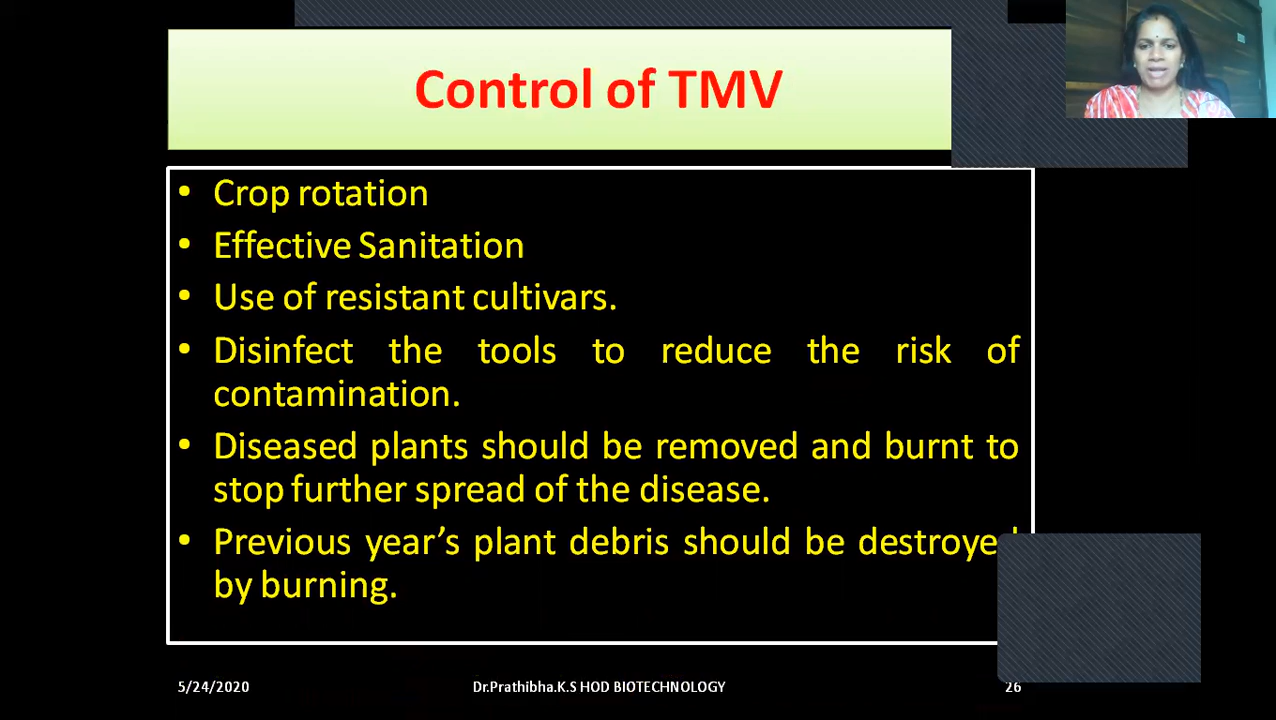 Control of TMV
• Crop rotation
• Effective Sanitation
• Use of resistant cultivars.
• Disinfect the tools to reduce the risk of
contamination.
• Diseased plants should be removed and burnt to
stop further spread of the disease.
• Previous year’s plant debris should be destroyed
by burning.
5/24/2020
Dr.Prathibha.K.S HOD BIOTECHNOLOGY
26